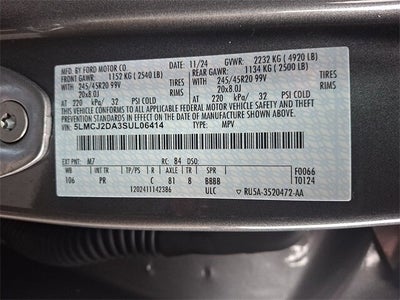 MFD. BY FORD MOTOR CO. 11/24 GVWR: 2232 KG ( 4920 LB)
FRONT GAWR: 1152 KG ( 2540 LB) REAR GAWR: 1134 KG ( 2500 LB)
WITH WITH
245/45R20 99V TIRES 245/45R20 99V TIRES
20x8.0J RIMS 20x8.0J RIMS
AT 220 kPa/ 32 PSI COLD AT 220 kPa/ 32 PSI COLD
THIS VEHICLE CONFORMS TO ALL APPLICABLE FEDERAL MOTOR VEHICLE SAFETY AND THEFT PREVENTION STANDARDS IN EFFECT ON THE DATE OF MANUFACTURE SHOWN ABOVE.
VIN: 5LMCJ2DA3SUL06414
TYPE: MPV
EXT PNT: M7 RC: 84 DSO: F0066
WB INT TR TP/PS R AXLE TR SPR T0124
106 PR C 81 8 BBBB
1202411142386 ULC RU5A-3520472-AA